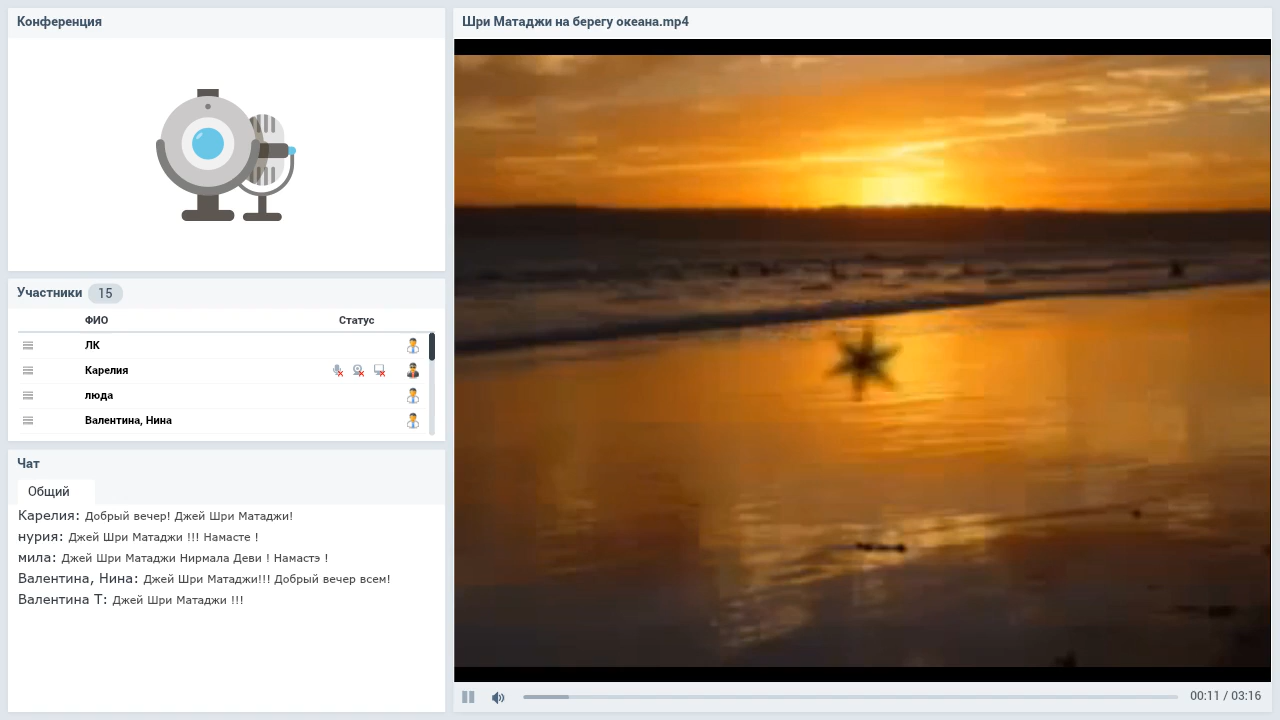 Конференция
Шри Матаджи на берегу океана.mp4
Участники 15
ФИО Статус
ЛК
Карелия
люда
Валентина, Нина
Чат
Общий
Карелия: Добрый вечер! Джей Шри Матаджи!
нурия: Джей Шри Матаджи !!! Намасте !
мила: Джей Шри Матаджи Нирмала Деви ! Намастэ !
Валентина, Нина: Джей Шри Матаджи!!! Добрый вечер всем!
Валентина Т: Джей Шри Матаджи !!!
00:11 / 03:16